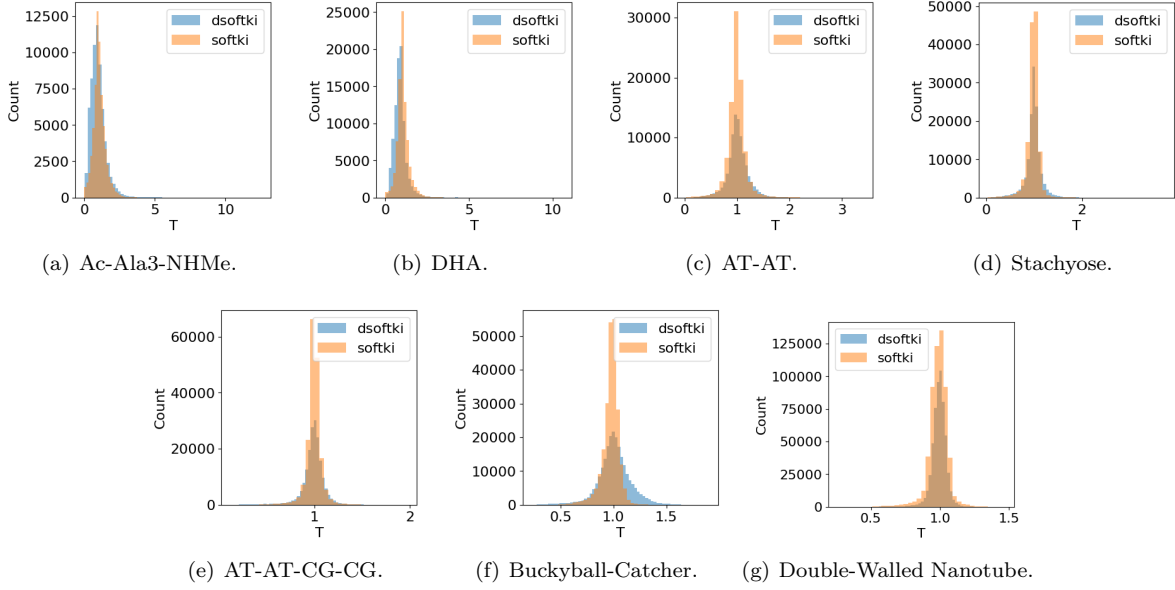 12500
10000
7500
5000
2500
0
Count
0
5
10
T
dsoftki
softki
(a) Ac-Ala3-NHMe.
25000
20000
15000
10000
5000
0
Count
0
5
10
T
dsoftki
softki
(b) DHA.
30000
20000
10000
0
Count
0
1
2
3
T
dsoftki
softki
(c) AT-AT.
50000
40000
30000
20000
10000
0
Count
0
2
T
dsoftki
softki
(d) Stachyose.
60000
40000
20000
0
Count
1
2
T
dsoftki
softki
(e) AT-AT-CG-CG.
50000
40000
30000
20000
10000
0
Count
0.5
1.0
1.5
T
dsoftki
softki
(f) Buckyball-Catcher.
125000
100000
75000
50000
25000
0
Count
0.5
1.0
1.5
T
dsoftki
softki
(g) Double-Walled Nanotube.